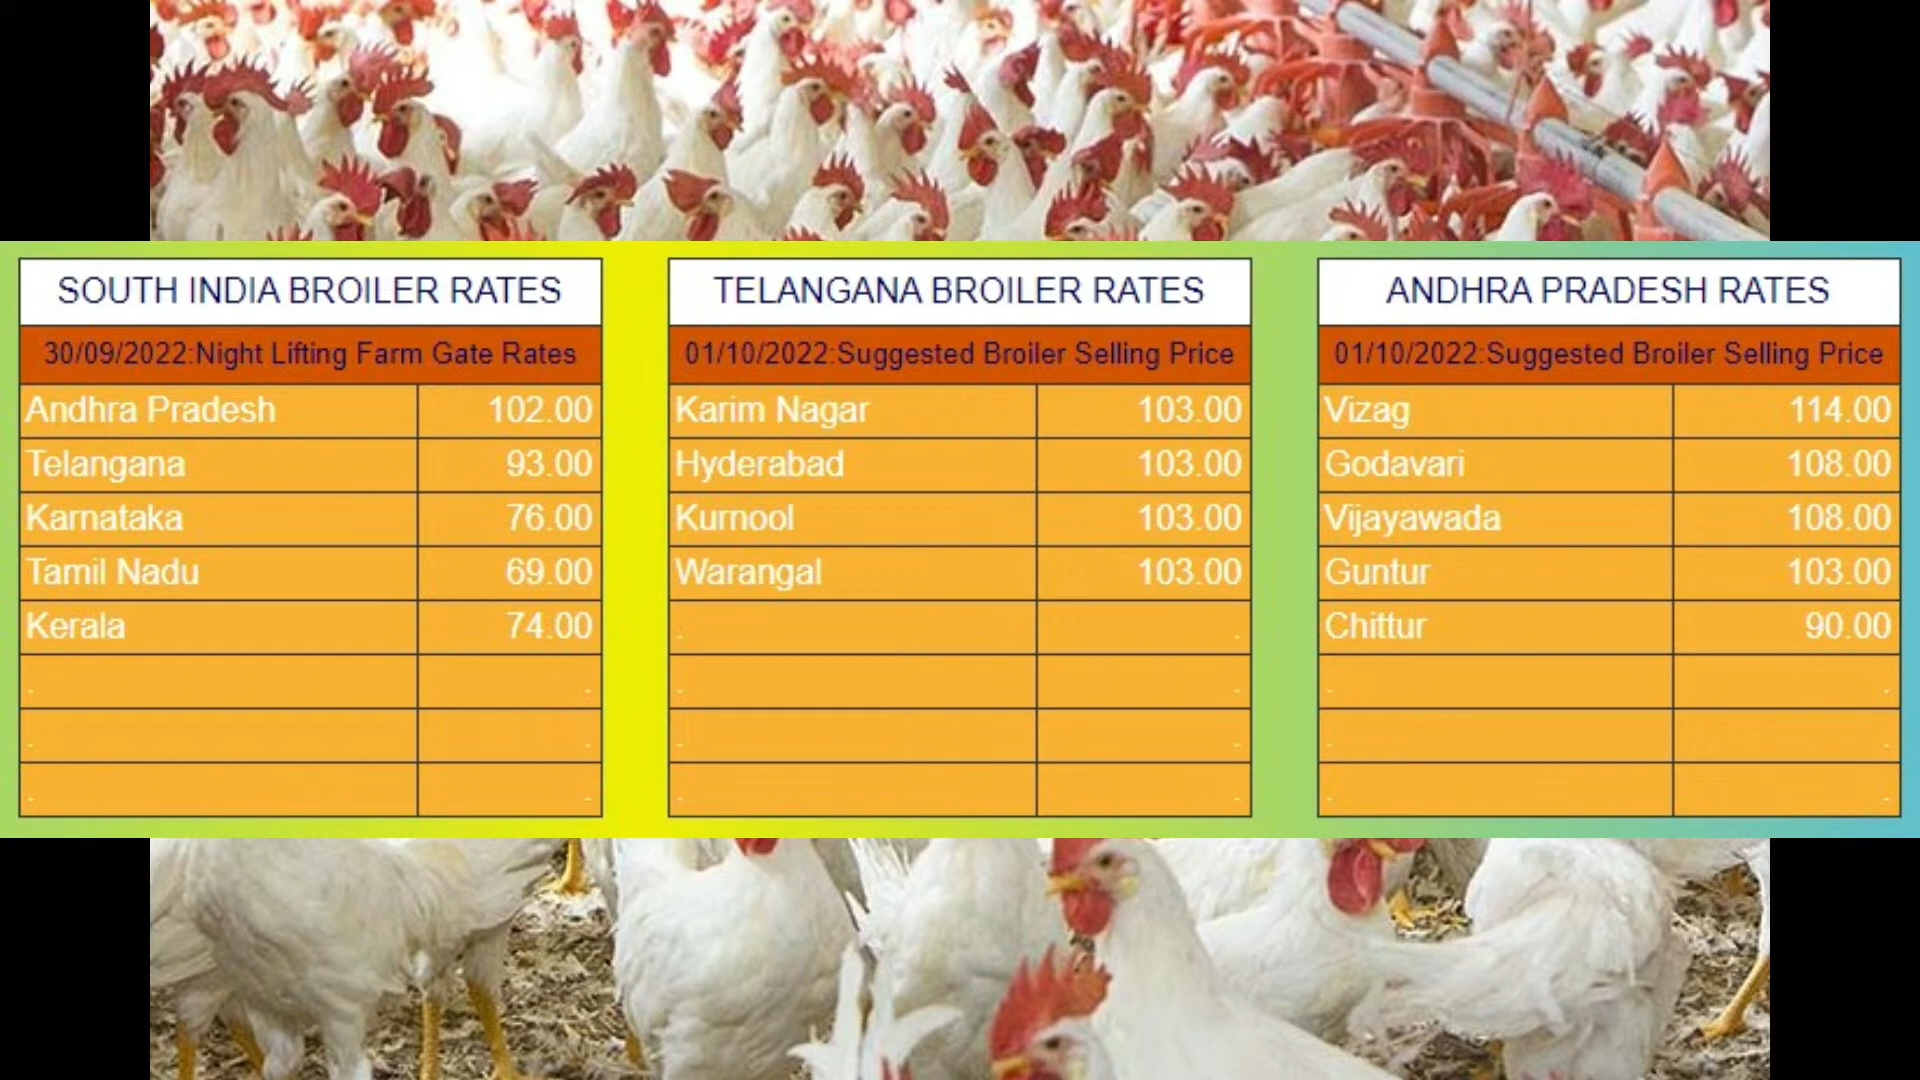 SOUTH INDIA BROILER RATES
30/09/2022:Night Lifting Farm Gate Rates
Andhra Pradesh 102.00
Telangana 93.00
Karnataka 76.00
Tamil Nadu 69.00
Kerala 74.00
. .
. .
. .
TELANGANA BROILER RATES
01/10/2022:Suggested Broiler Selling Price
Karim Nagar 103.00
Hyderabad 103.00
Kurnool 103.00
Warangal 103.00
. .
. .
. .
. .
ANDHRA PRADESH RATES
01/10/2022:Suggested Broiler Selling Price
Vizag 114.00
Godavari 108.00
Vijayawada 108.00
Guntur 103.00
Chittur 90.00
. .
. .
. .